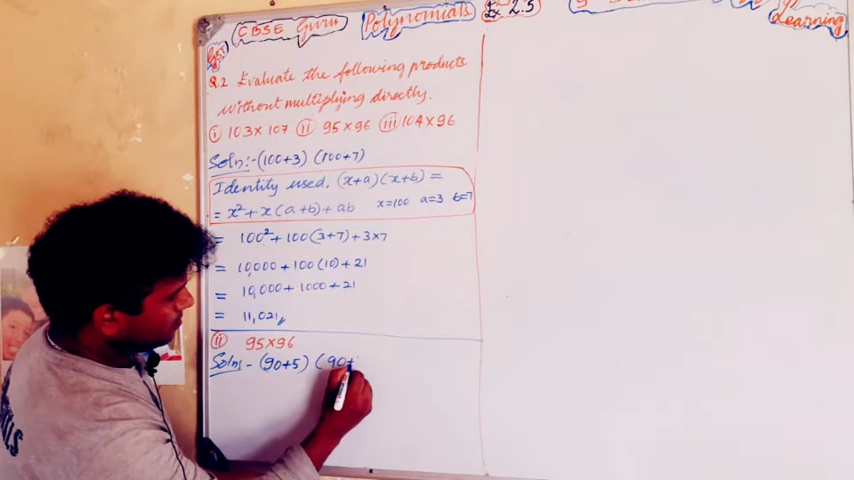 CBSE Guru Polynomials Ex 2.5
Learning
Q.2 Evaluate the following products
without multiplying directly.
(i) 103×107 (ii) 95×96 (iii) 104×96
Soln:- (100+3) (100+7)
Identity used, (x+a)(x+b) =
= x²+x(a+b)+ab x=100 a=3 b=7
= 100²+100(3+7)+3×7
= 10,000+100(10)+21
= 10,000+1000+21
= 11,021
(ii) 95×96
Soln- (90+5) (90+